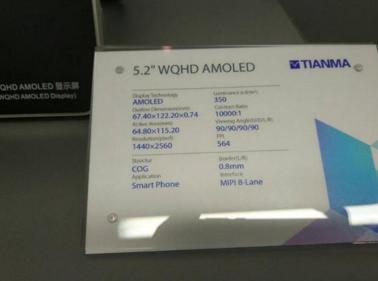 QHD AMOLED 显示屏
WQHD AMOLED Display)
5.2" WQHD AMOLED
TIANMA
Display Technology
AMOLED
Outline Dimensions(mm)
67.40×122.20×0.74
Active Area(mm)
64.80×115.20
Resolution(pixel)
1440×2560
Luminance (cd/m²)
350
Contrast Ratio
10000:1
Viewing Angle(U/D/L/R)
90/90/90/90
PPI
564
Structur
COG
Application
Smart Phone
Border(L/R)
0.8mm
Interface
MIPI 8-Lane